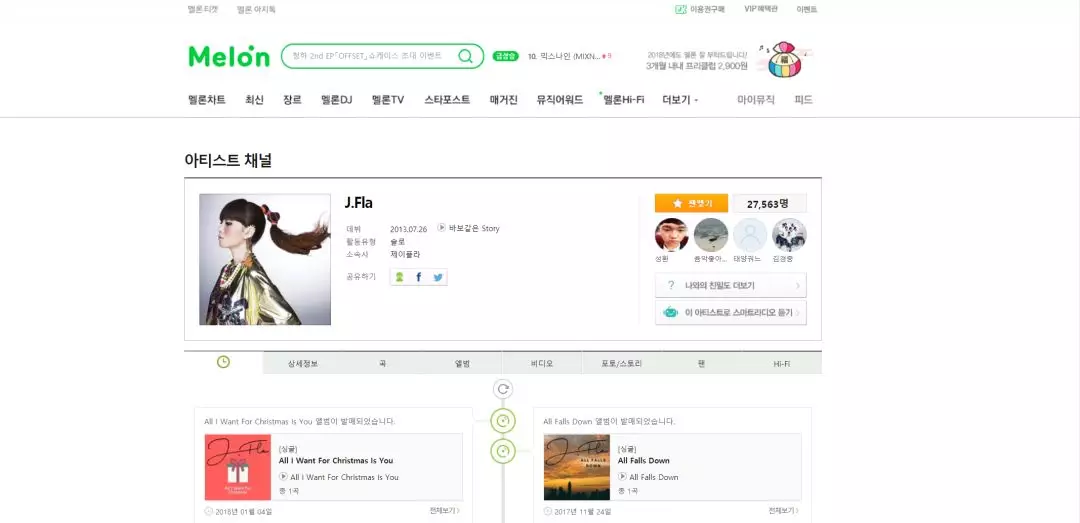 멜론티켓 멜론 아지톡 이용권구매 VIP혜택관 이벤트
Melon 청하 2nd EP「OFFSET」쇼케이스 초대 이벤트 급상승 10. 믹스나인 (MIXN... 9
2018년에도 멜론 잘 부탁드립니다!
3개월 내내 프리클럽 2,900원
福
멜론차트 최신 장르 멜론DJ 멜론TV 스타포스트 매거진 뮤직어워드 멜론Hi-Fi 더보기 마이뮤직 피드
아티스트 채널
J.Fla
데뷔 2013.07.26 바보같은 Story
활동유형 솔로
소속사 제이플라
공유하기
팬맺기 27,563명
성환 음악좋아... 태양궈느 김경중
나와의 친밀도 더보기
이 아티스트로 스마트라디오 듣기
상세정보 곡 앨범 비디오 포토/스토리 팬 Hi-Fi
All I Want For Christmas Is You 앨범이 발매되었습니다.
J.Fla
All I WANT FOR CHRISTMAS
[싱글]
All I Want For Christmas Is You
All I Want For Christmas Is You
총 1곡
2018년 01월 04일 전체보기
All Falls Down 앨범이 발매되었습니다.
J.Fla
ALL FALLS DOWN
[싱글]
All Falls Down
All Falls Down
총 1곡
2017년 11월 24일 전체보기